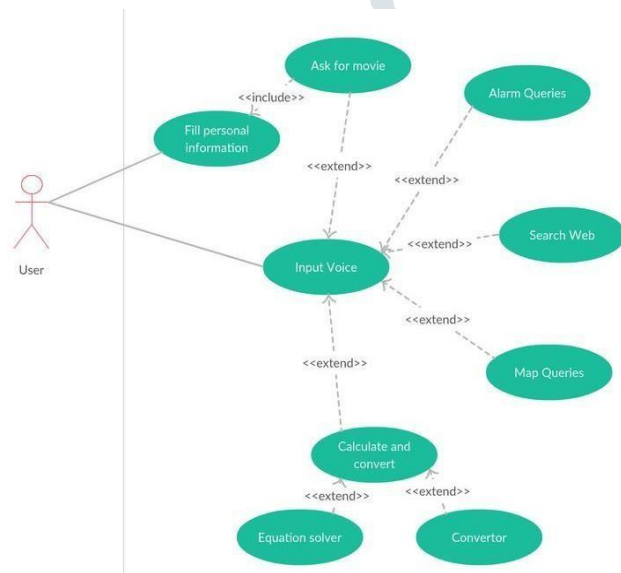 Ask for movie
<<include>>
Alarm Queries
Fill personal
information
<<extend>>
<<extend>>
User
Input Voice
<<extend>>
Search Web
<<extend>>
<<extend>>
Map Queries
Calculate and
convert
<<extend>>
<<extend>>
Equation solver
Convertor